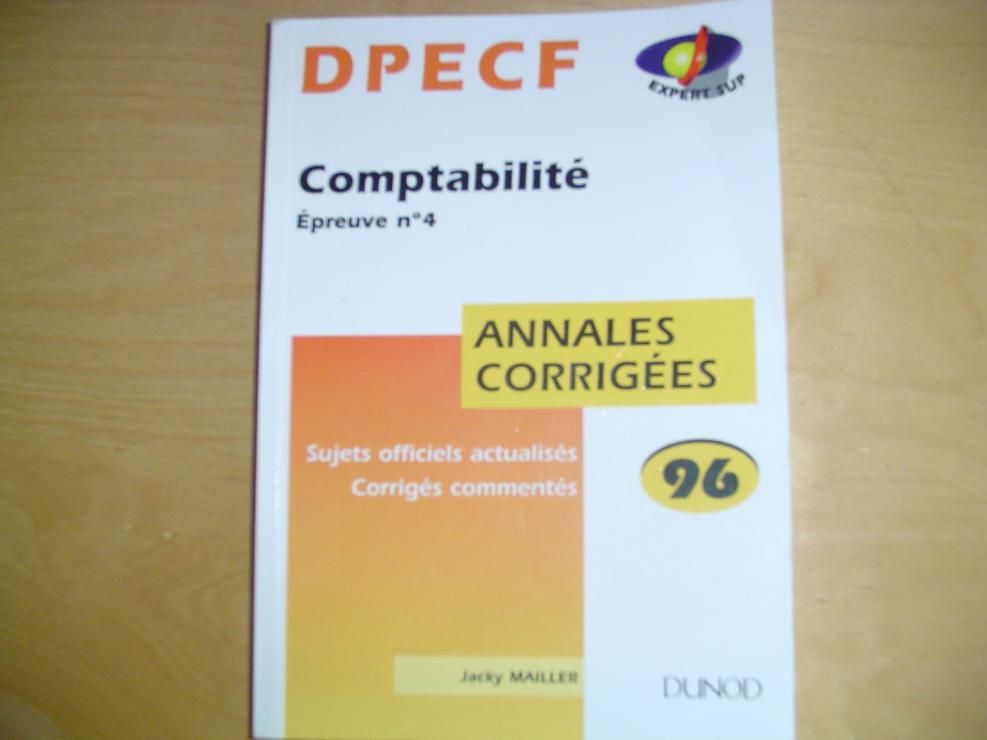 DPECF
EXPERT SUP
Comptabilité
Épreuve n°4
ANNALES
CORRIGÉES
Sujets officiels actualisés
Corrigés commentés
96
Jacky MAILLER
DUNOD